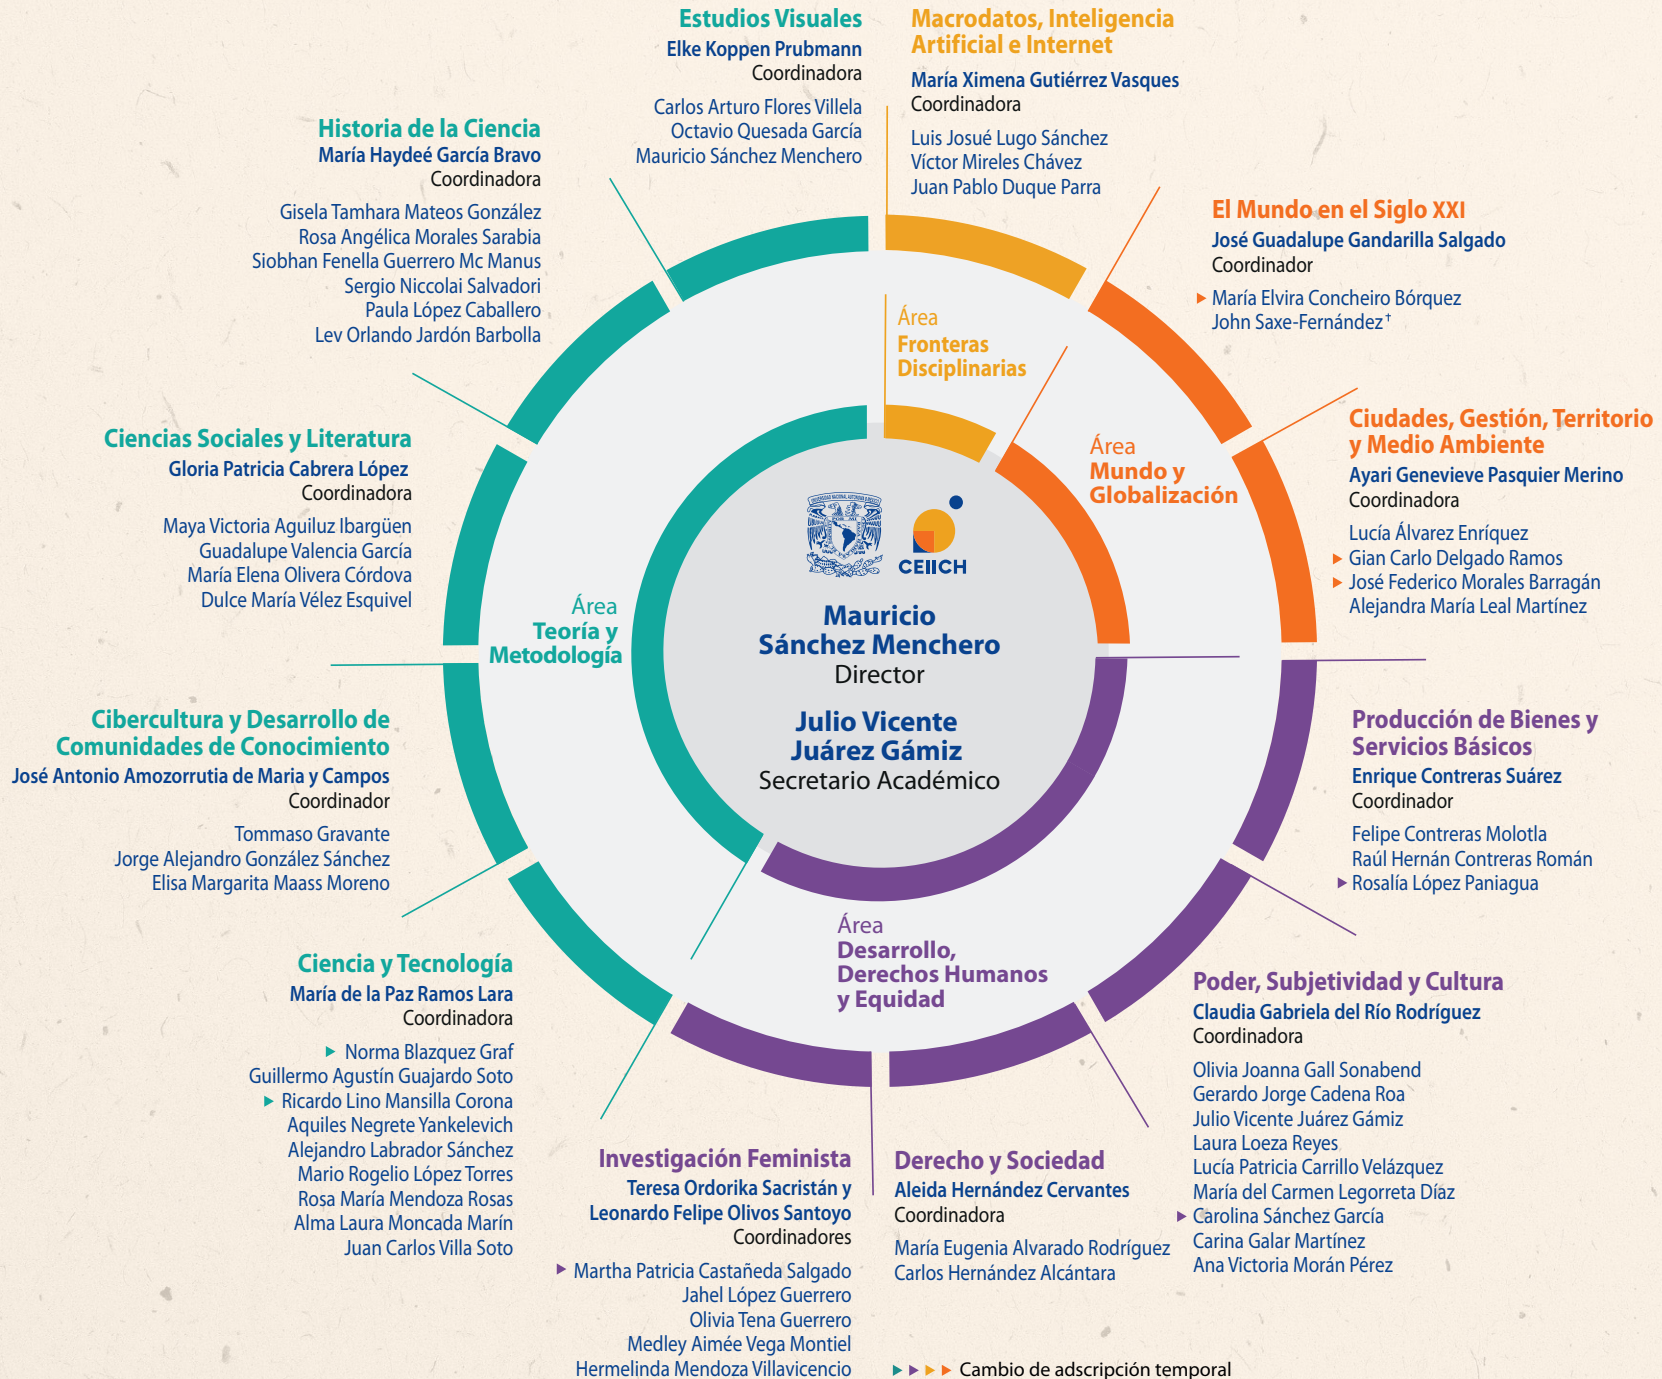 Estudios Visuales
Elke Koppen Prubmann
Coordinadora
Carlos Arturo Flores Villela
Octavio Quesada García
Mauricio Sánchez Menchero
Macrodatos, Inteligencia
Artificial e Internet
María Ximena Gutiérrez Vasques
Coordinadora
Luis Josué Lugo Sánchez
Víctor Mireles Chávez
Juan Pablo Duque Parra
Historia de la Ciencia
María Haydeé García Bravo
Coordinadora
Gisela Tamhara Mateos González
Rosa Angélica Morales Sarabia
Siobhan Fenella Guerrero Mc Manus
Sergio Niccolai Salvadori
Paula López Caballero
Lev Orlando Jardón Barbolla
El Mundo en el Siglo XXI
José Guadalupe Gandarilla Salgado
Coordinador
▶ María Elvira Concheiro Bórquez
John Saxe-Fernández†
Área
Fronteras
Disciplinarias
Ciencias Sociales y Literatura
Gloria Patricia Cabrera López
Coordinadora
Maya Victoria Aguiluz Ibargüen
Guadalupe Valencia García
María Elena Olivera Córdova
Dulce María Vélez Esquivel
Área
Mundo y
Globalización
Ciudades, Gestión, Territorio
y Medio Ambiente
Ayari Genevieve Pasquier Merino
Coordinadora
Lucía Álvarez Enríquez
▶ Gian Carlo Delgado Ramos
▶ José Federico Morales Barragán
Alejandra María Leal Martínez
CEIICH
Mauricio
Sánchez Menchero
Director
Julio Vicente
Juárez Gámiz
Secretario Académico
Área
Teoría y
Metodología
Cibercultura y Desarrollo de
Comunidades de Conocimiento
José Antonio Amozorrutia de Maria y Campos
Coordinador
Tommaso Gravante
Jorge Alejandro González Sánchez
Elisa Margarita Maass Moreno
Producción de Bienes y
Servicios Básicos
Enrique Contreras Suárez
Coordinador
Felipe Contreras Molotla
Raúl Hernán Contreras Román
▶ Rosalía López Paniagua
Área
Desarrollo,
Derechos Humanos
y Equidad
Ciencia y Tecnología
María de la Paz Ramos Lara
Coordinadora
▶ Norma Blazquez Graf
Guillermo Agustín Guajardo Soto
▶ Ricardo Lino Mansilla Corona
Aquiles Negrete Yankelevich
Alejandro Labrador Sánchez
Mario Rogelio López Torres
Rosa María Mendoza Rosas
Alma Laura Moncada Marín
Juan Carlos Villa Soto
Poder, Subjetividad y Cultura
Claudia Gabriela del Río Rodríguez
Coordinadora
Olivia Joanna Gall Sonabend
Gerardo Jorge Cadena Roa
Julio Vicente Juárez Gámiz
Laura Loeza Reyes
Lucía Patricia Carrillo Velázquez
María del Carmen Legorreta Díaz
▶ Carolina Sánchez García
Carina Galar Martínez
Ana Victoria Morán Pérez
Investigación Feminista
Teresa Ordorika Sacristán y
Leonardo Felipe Olivos Santoyo
Coordinadores
▶ Martha Patricia Castañeda Salgado
Jahel López Guerrero
Olivia Tena Guerrero
Medley Aimée Vega Montiel
Hermelinda Mendoza Villavicencio
Derecho y Sociedad
Aleida Hernández Cervantes
Coordinadora
María Eugenia Alvarado Rodríguez
Carlos Hernández Alcántara
▶ ▶ ▶ ▶ Cambio de adscripción temporal